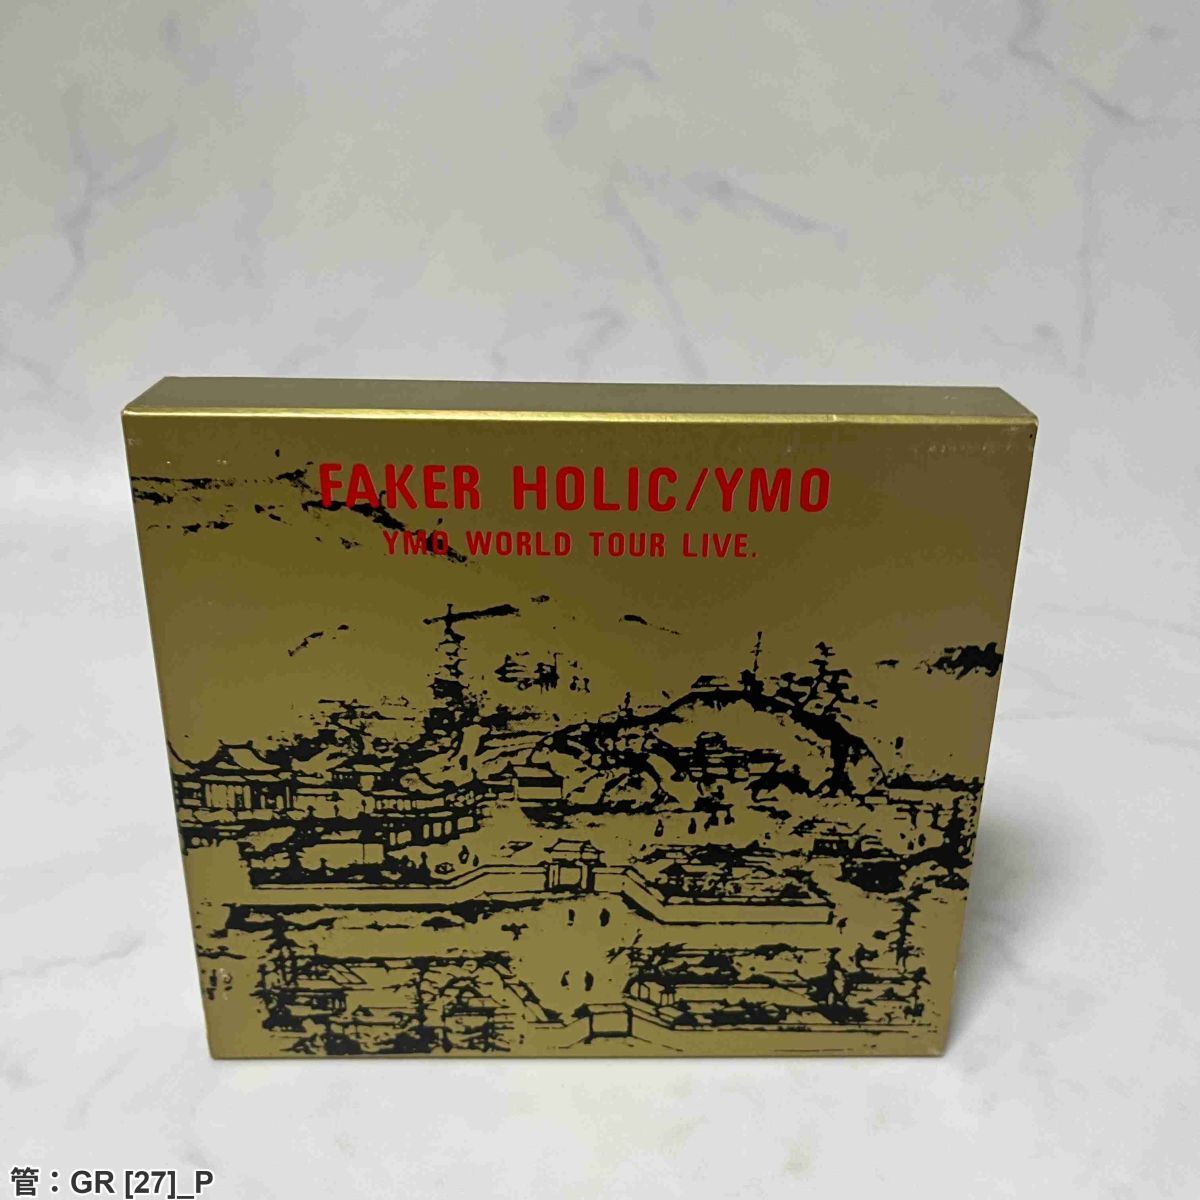 FAKER HOLIC/YMO
YMO WORLD TOUR LIVE.
管：GR [27]_P